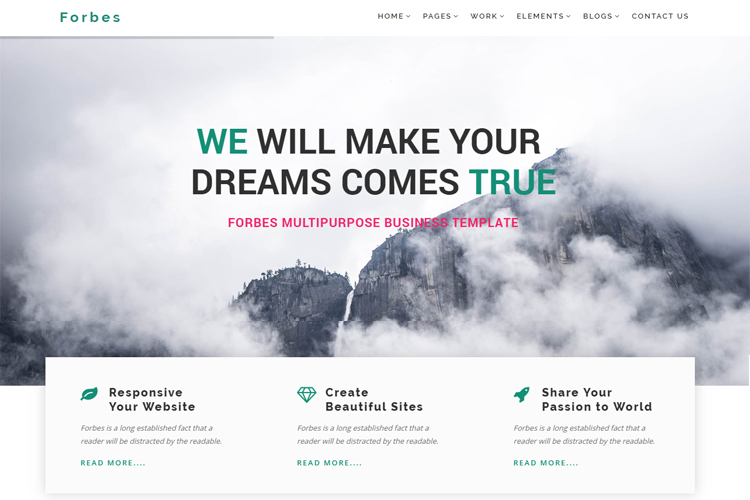 Forbes
HOME PAGES WORK ELEMENTS BLOGS CONTACT US
WE WILL MAKE YOUR
DREAMS COMES TRUE
FORBES MULTIPURPOSE BUSINESS TEMPLATE
Responsive
Your Website
Forbes is a long established fact that a
reader will be distracted by the readable.
READ MORE....
Create
Beautiful Sites
Forbes is a long established fact that a
reader will be distracted by the readable.
READ MORE....
Share Your
Passion to World
Forbes is a long established fact that a
reader will be distracted by the readable.
READ MORE....